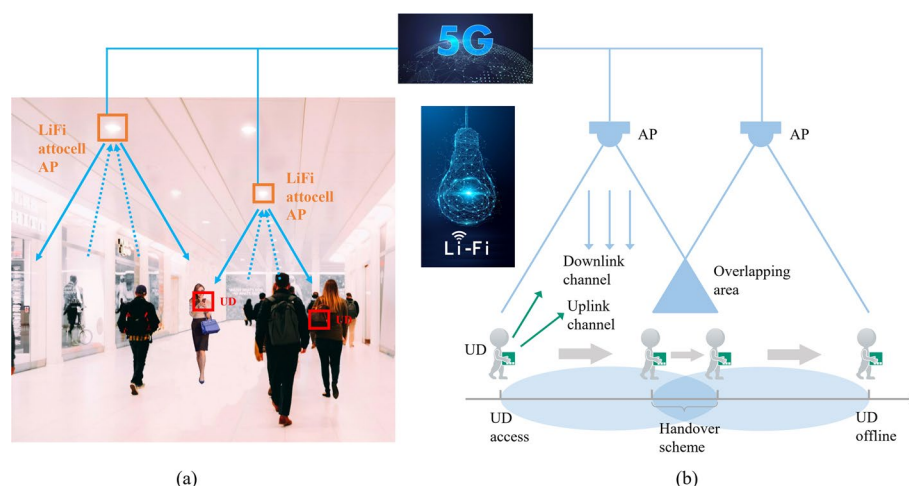 5G
LiFi
attocell
AP
LiFi
attocell
AP
UD
UD
(a)
Li-Fi
AP
AP
Downlink
channel
Uplink
channel
Overlapping
area
UD
UD
access
Handover
scheme
UD
offline
(b)